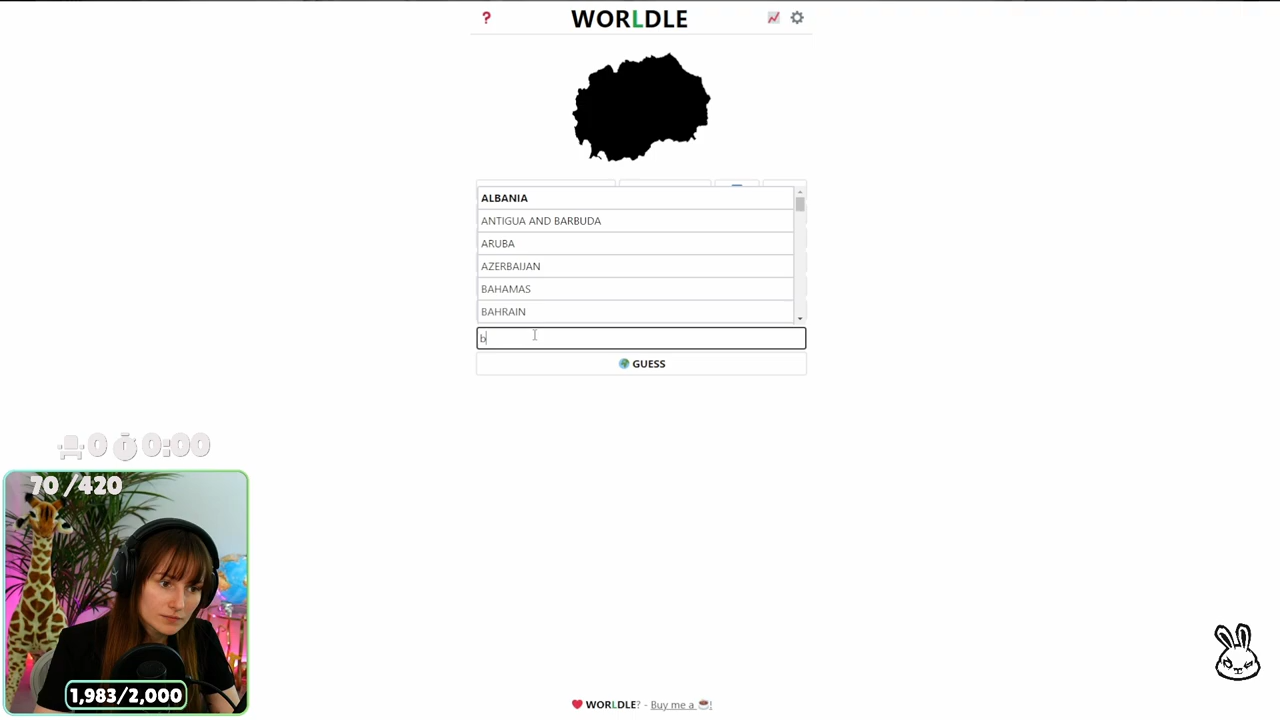 ?
WORLDLE
ALBANIA
ANTIGUA AND BARBUDA
ARUBA
AZERBAIJAN
BAHAMAS
BAHRAIN
b
GUESS
0 0:00
70 /420
1,983/2,000
WORLDLE? - Buy me a !